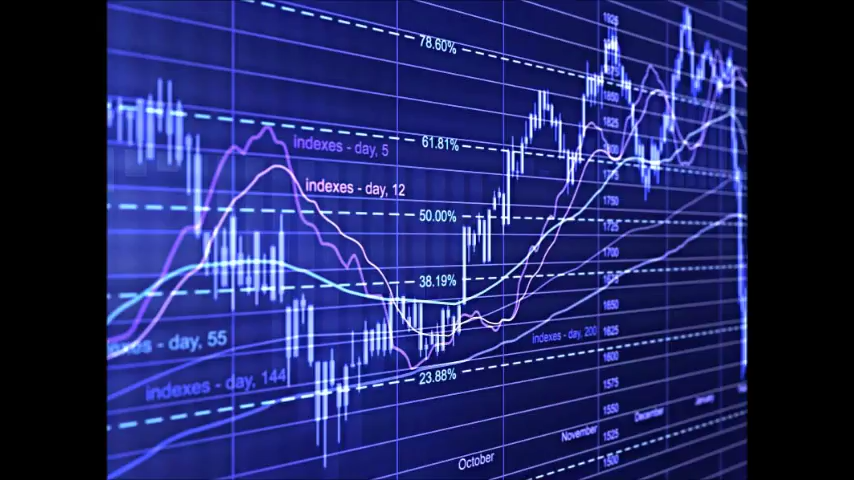 78.60%
indexes - day, 5
61.81%
indexes - day, 12
50.00%
38.19%
indexes - day, 55
indexes - day, 144
23.88%
indexes - day, 200
1925
1850
1825
1800
1775
1750
1725
1700
1675
1650
1625
1600
1575
1550
1525
1500
October
November
December
January